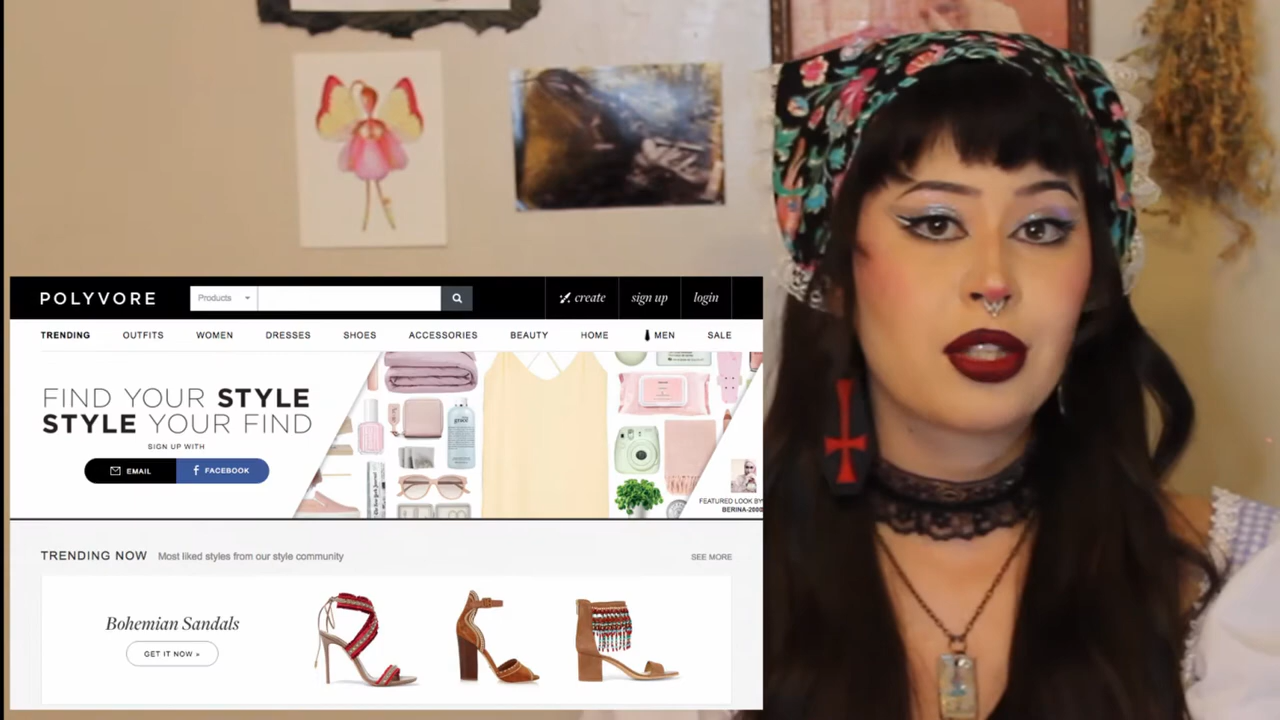 POLYVORE
Products
create
sign up
login
TRENDING
OUTFITS
WOMEN
DRESSES
SHOES
ACCESSORIES
BEAUTY
HOME
MEN
SALE
FIND YOUR STYLE
STYLE YOUR FIND
SIGN UP WITH
EMAIL
FACEBOOK
FEATURED LOOK BY
BERINA-2008
TRENDING NOW Most liked styles from our style community
SEE MORE
Bohemian Sandals
GET IT NOW »